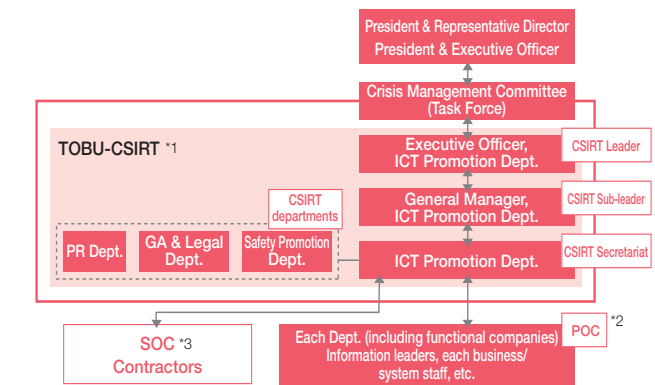 President & Representative Director
President & Executive Officer
Crisis Management Committee
(Task Force)
TOBU-CSIRT *1
Executive Officer,
ICT Promotion Dept.
CSIRT Leader
General Manager,
ICT Promotion Dept.
CSIRT Sub-leader
CSIRT
departments
PR Dept.
GA & Legal
Dept.
Safety Promotion
Dept.
ICT Promotion Dept.
CSIRT Secretariat
SOC *3
Contractors
Each Dept. (including functional companies)
Information leaders, each business/
system staff, etc.
POC *2